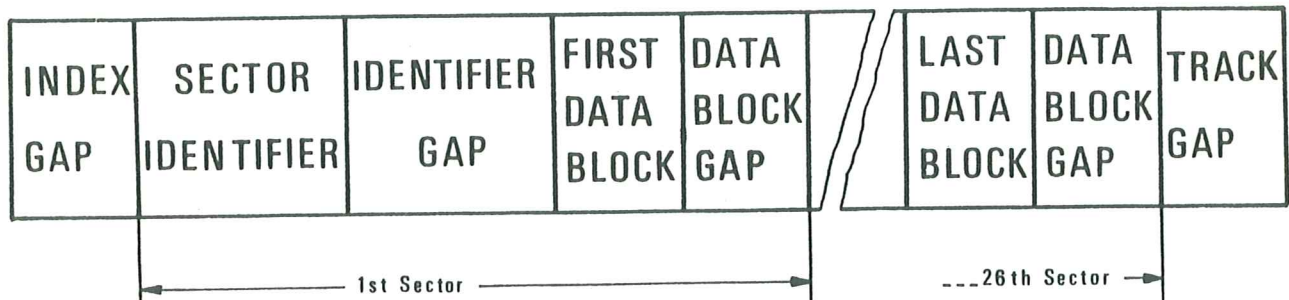 INDEX GAP
SECTOR IDENTIFIER
IDENTIFIER GAP
FIRST DATA BLOCK
DATA BLOCK GAP
LAST DATA BLOCK
DATA BLOCK GAP
TRACK GAP
1st Sector
___26th Sector